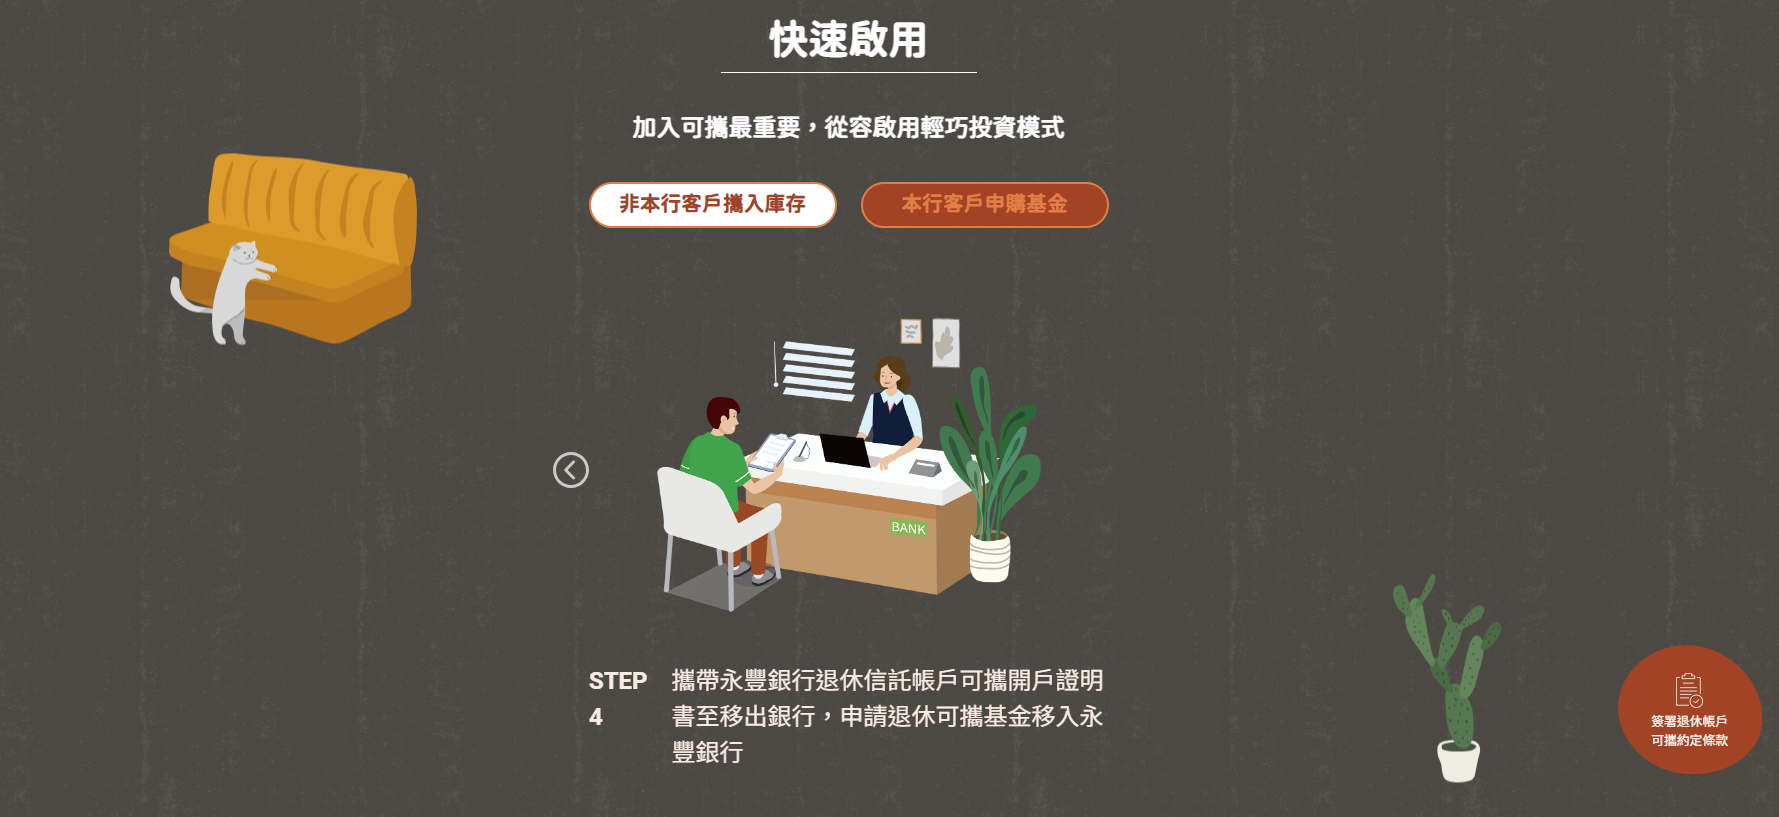 快速啟用
加入可攜最重要，從容啟用輕巧投資模式
非本行客戶攜入庫存
本行客戶申購基金
BANK
STEP 4
攜帶永豐銀行退休信託帳戶可攜開戶證明
書至移出銀行，申請退休可攜基金移入永
豐銀行
簽署退休帳戶
可攜約定條款